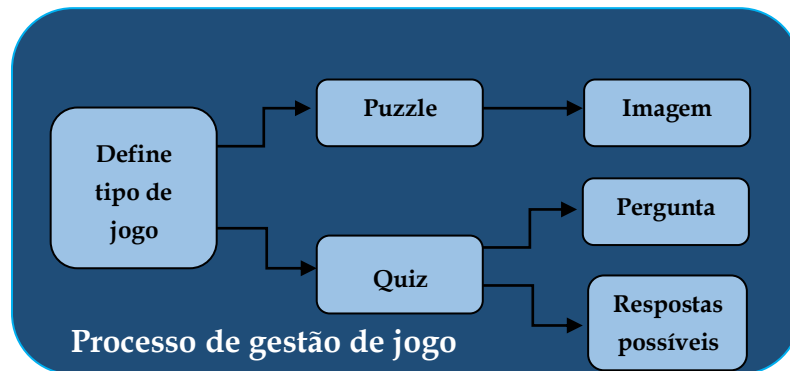 Define
tipo de
jogo
Puzzle
Imagem
Quiz
Pergunta
Respostas
possíveis
Processo de gestão de jogo